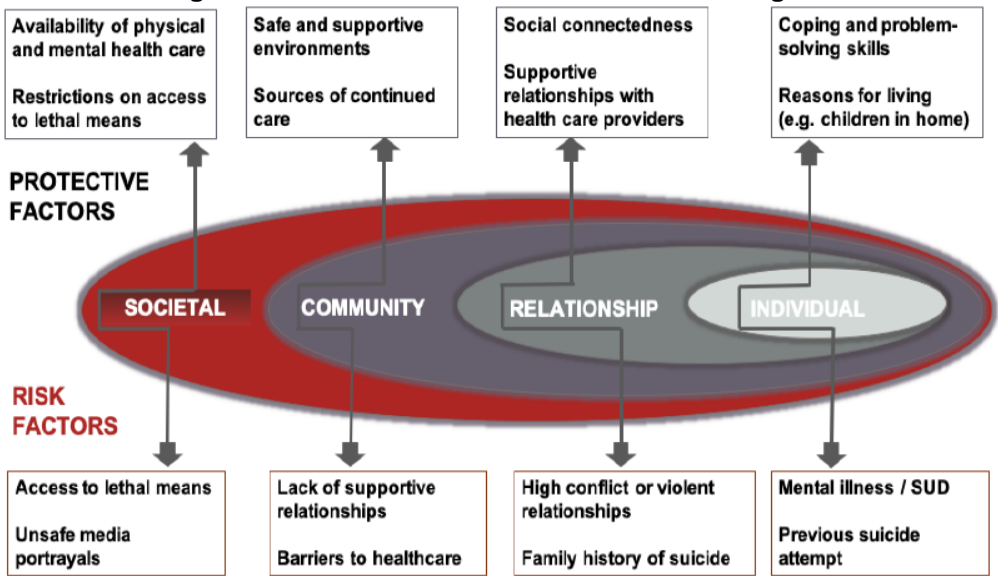 Availability of physical
and mental health care
Restrictions on access
to lethal means
Safe and supportive
environments
Sources of continued
care
Social connectedness
Supportive
relationships with
health care providers
Coping and problem-
solving skills
Reasons for living
(e.g. children in home)
PROTECTIVE
FACTORS
SOCIETAL
COMMUNITY
RELATIONSHIP
INDIVIDUAL
RISK
FACTORS
Access to lethal means
Unsafe media
portrayals
Lack of supportive
relationships
Barriers to healthcare
High conflict or violent
relationships
Family history of suicide
Mental illness / SUD
Previous suicide
attempt